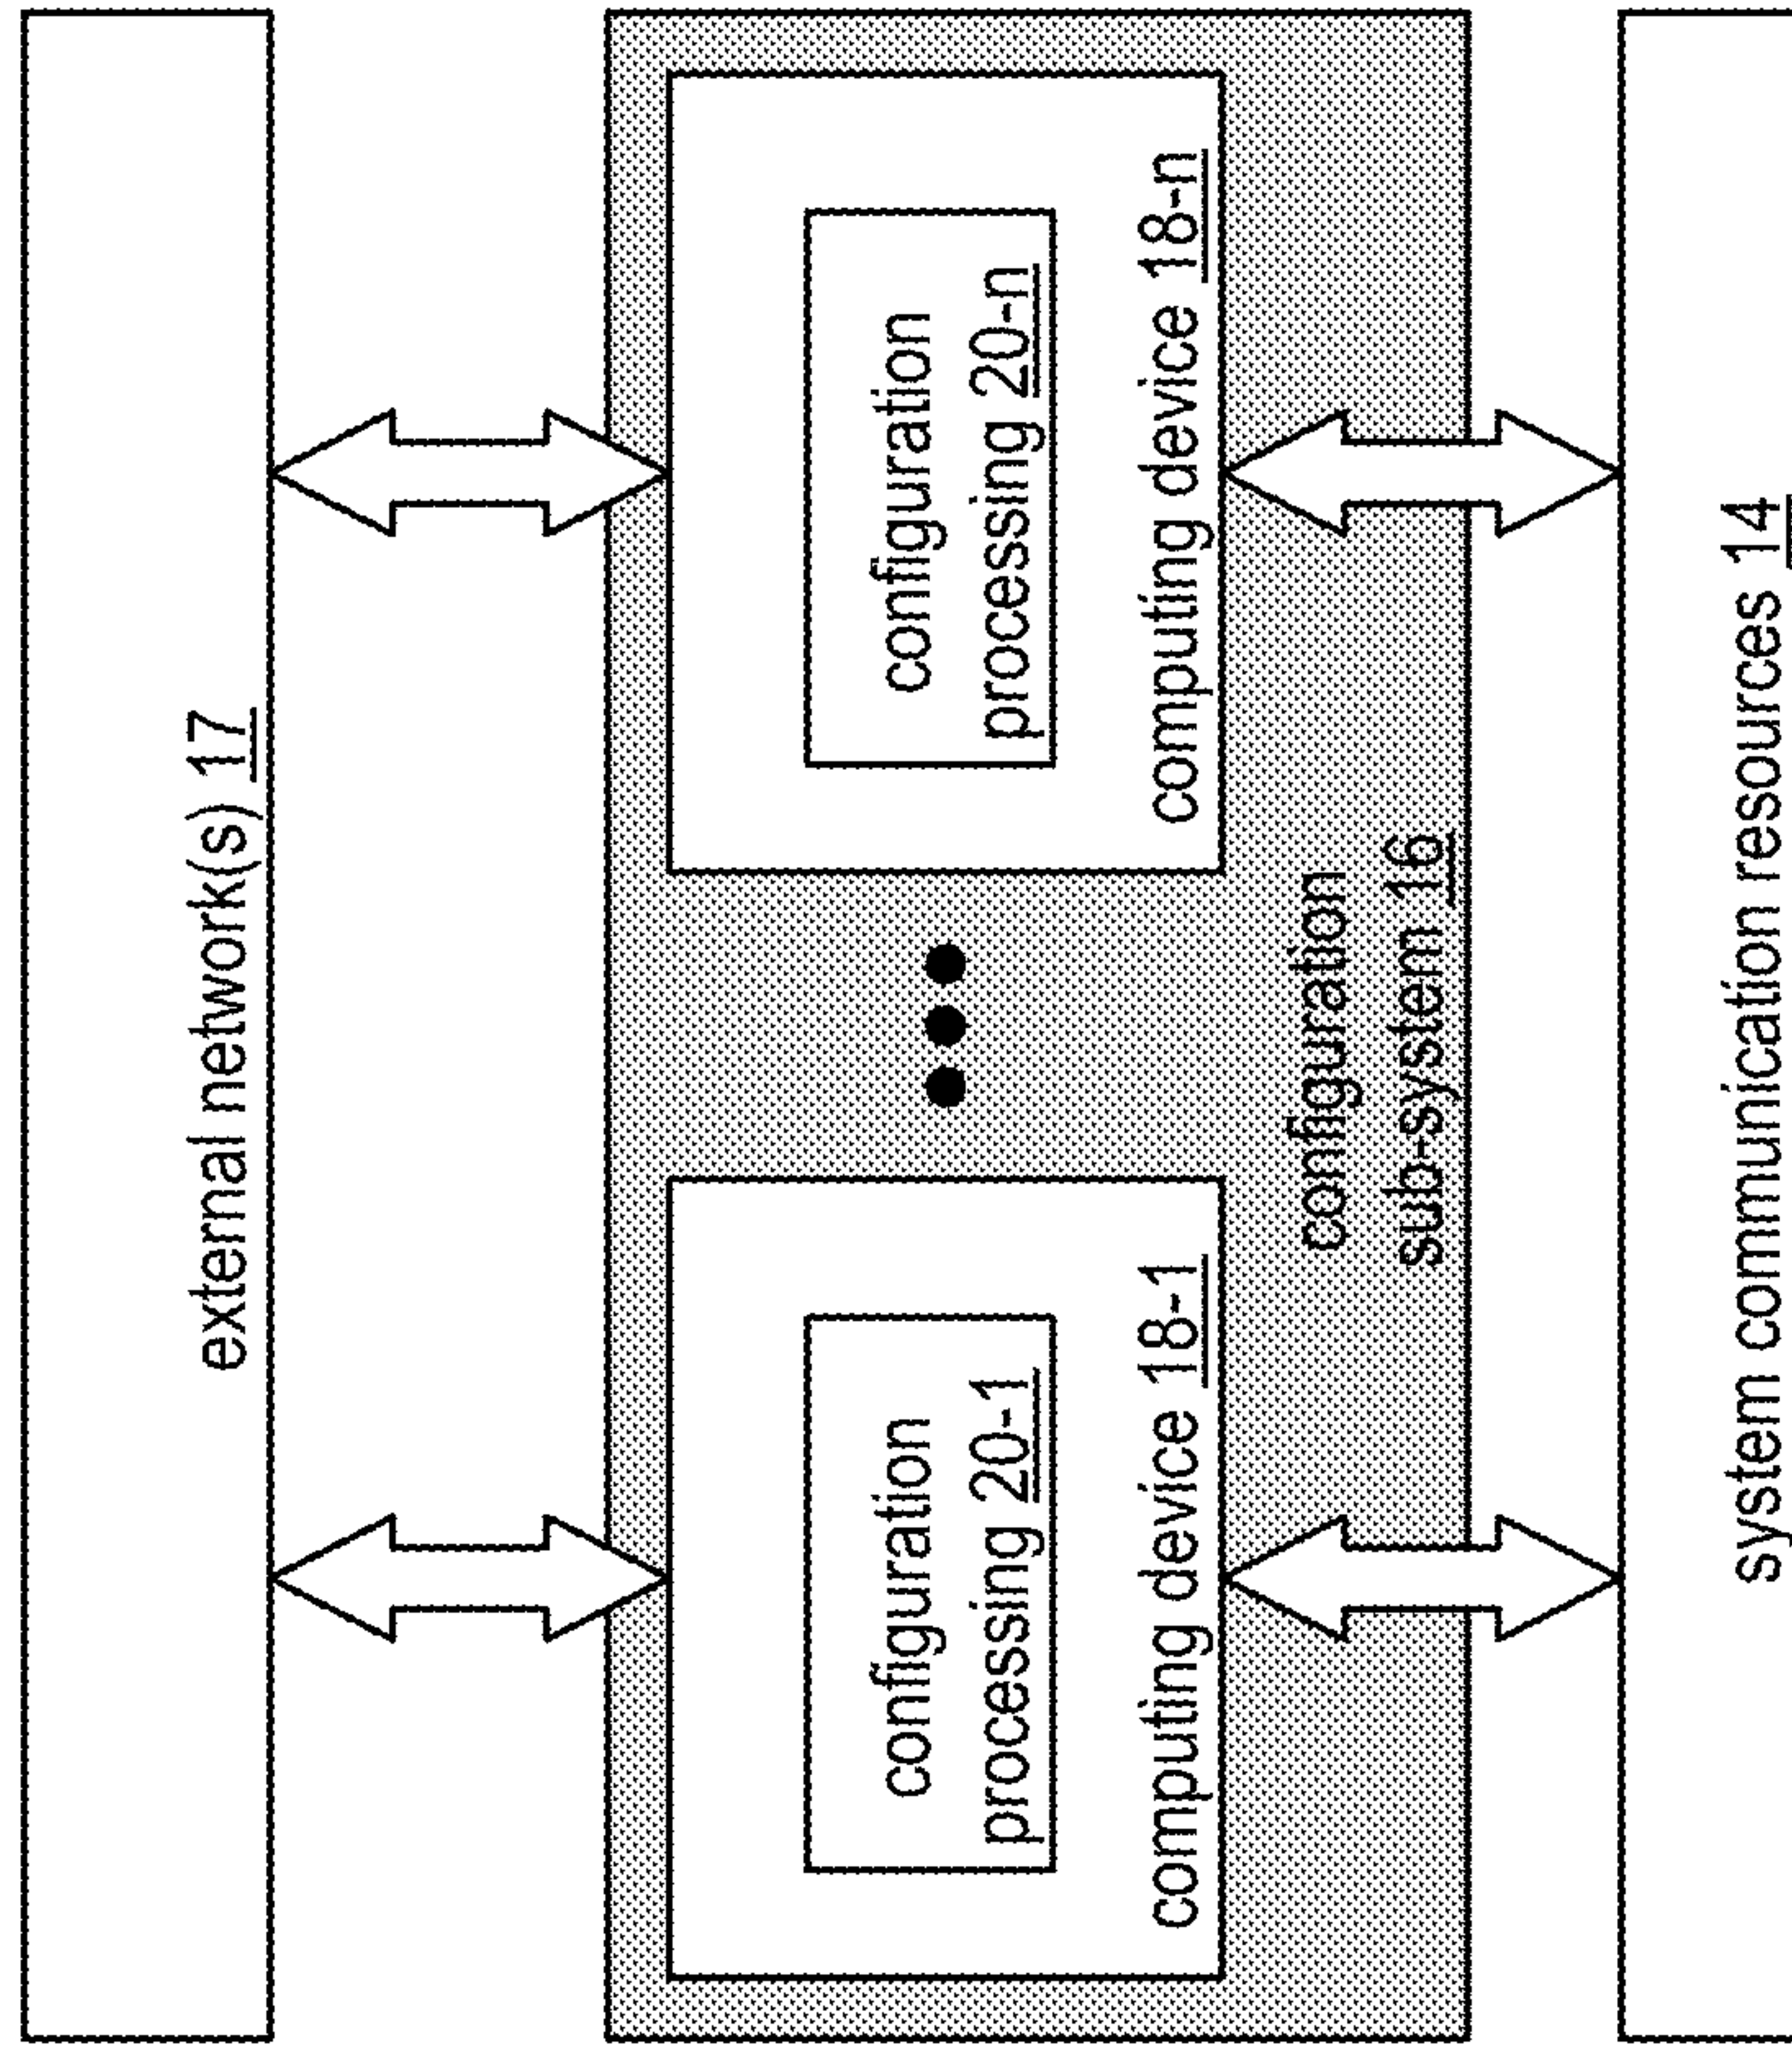 external network(s) 17
configuration
processing 20-1
computing device 18-1
configuration
processing 20-n
computing device 18-n
configuration
sub-system 16
system communication resources 14